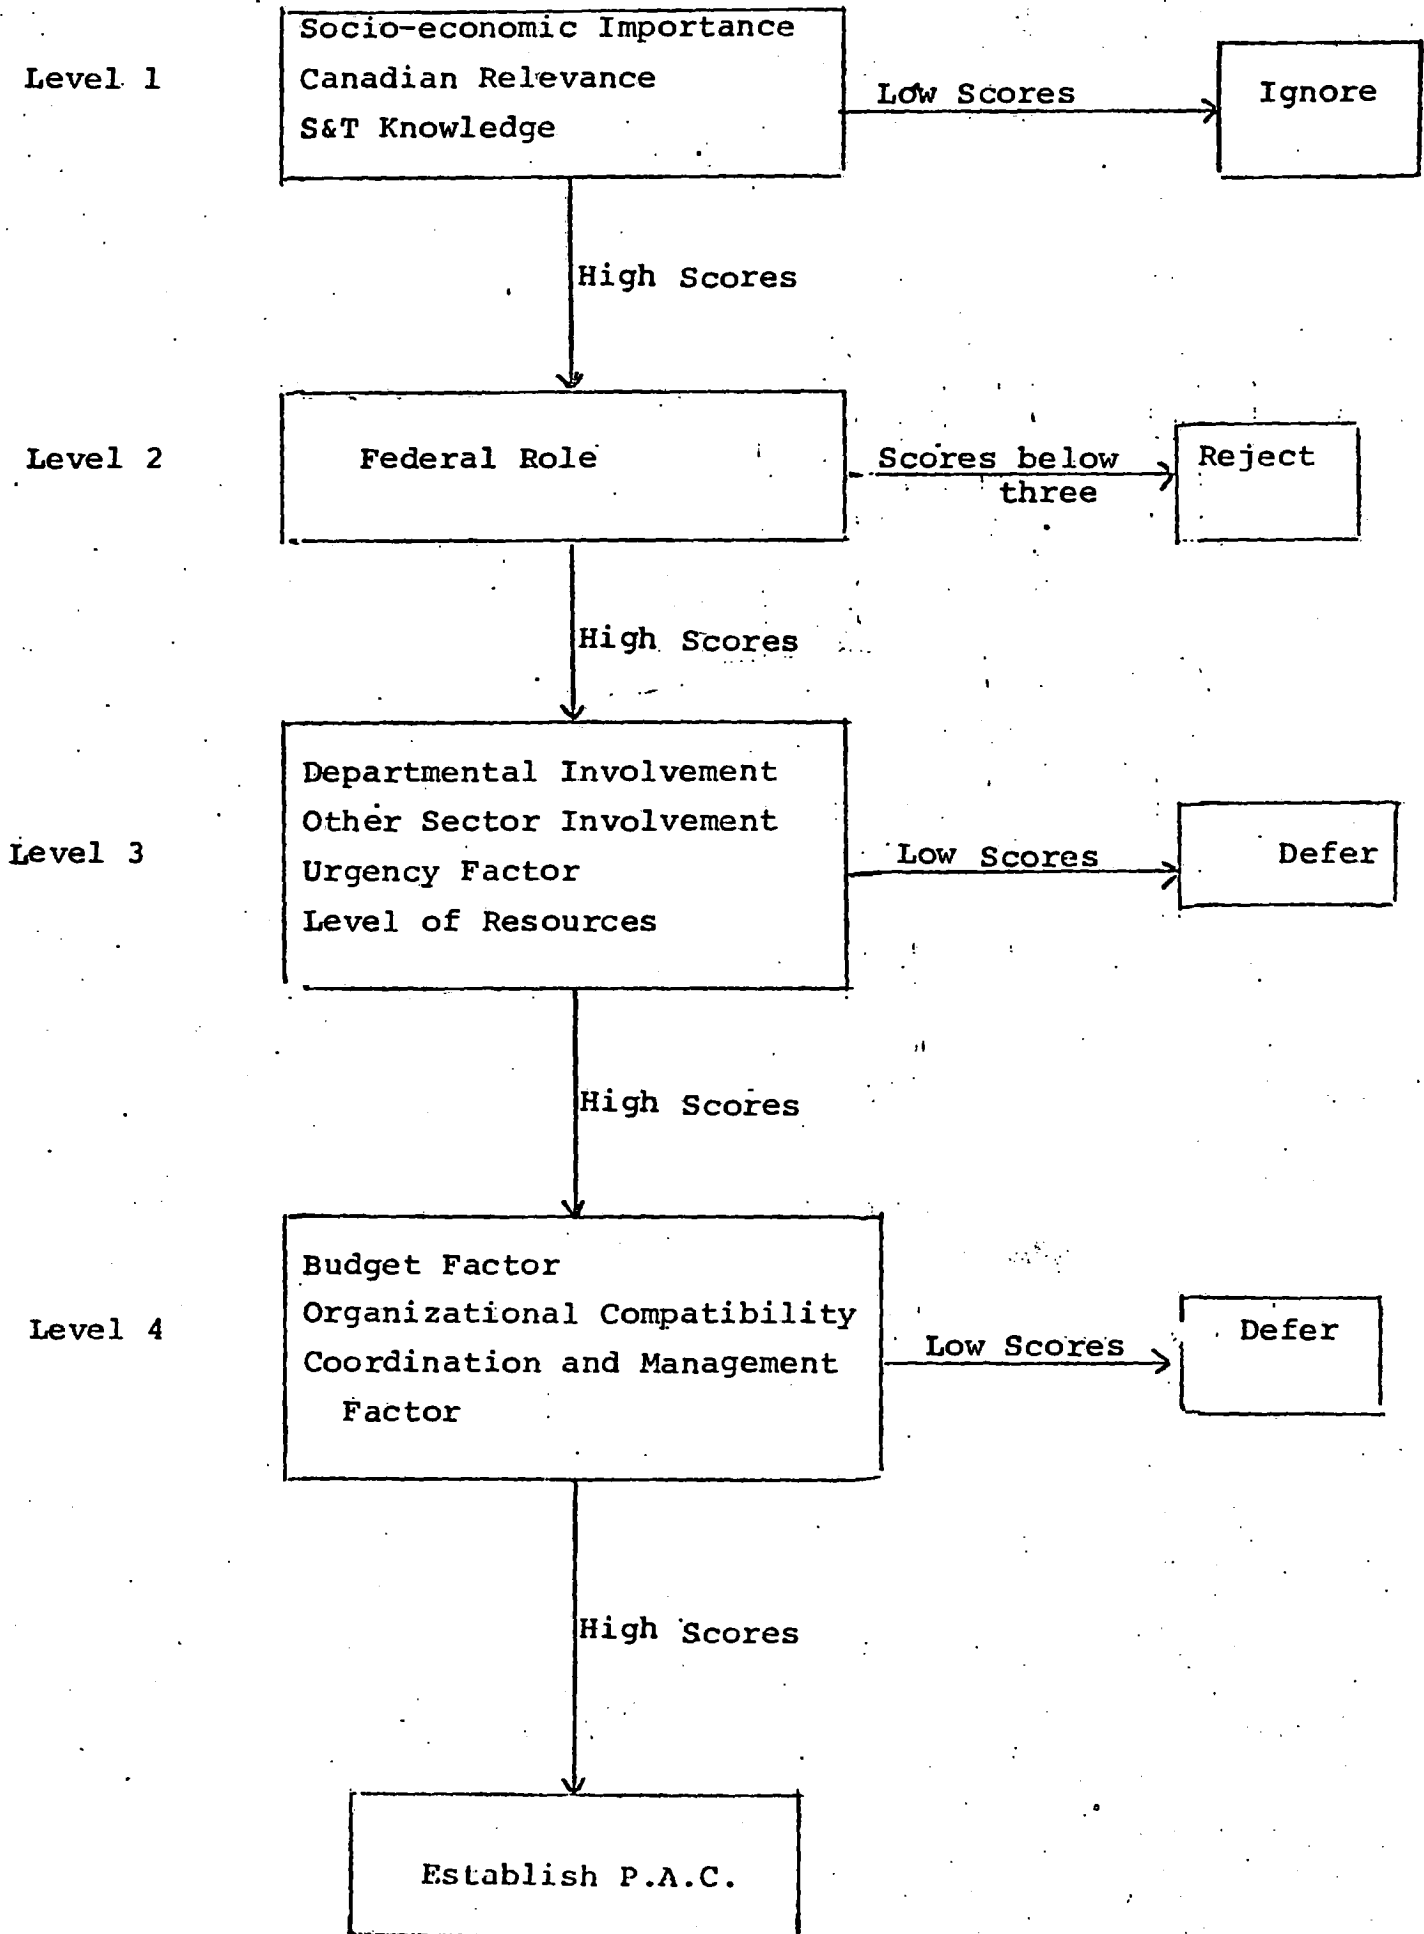 Socio-economic Importance
Level 1
Canadian Relevance
S&T Knowledge
Low Scores
Ignore
High Scores
Level 2
Federal Role
Scores below
three
Reject
High Scores
Level 3
Departmental Involvement
Other Sector Involvement
Urgency Factor
Level of Resources
Low Scores
Defer
High Scores
Level 4
Budget Factor
Organizational Compatibility
Coordination and Management
Factor
Low Scores
Defer
High Scores
Establish P.A.C.